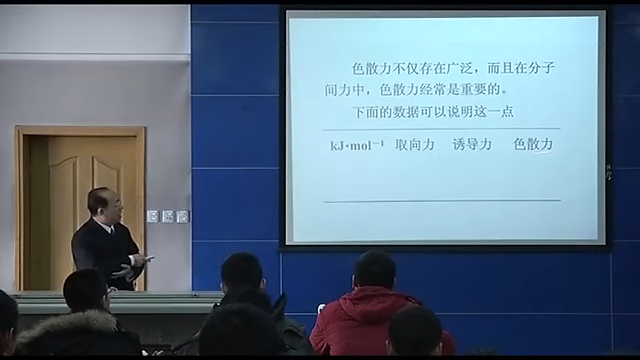 色散力不仅存在广泛，而且在分子
间力中，色散力经常是重要的。
下面的数据可以说明这一点
kJ•mol⁻¹ 取向力 诱导力 色散力